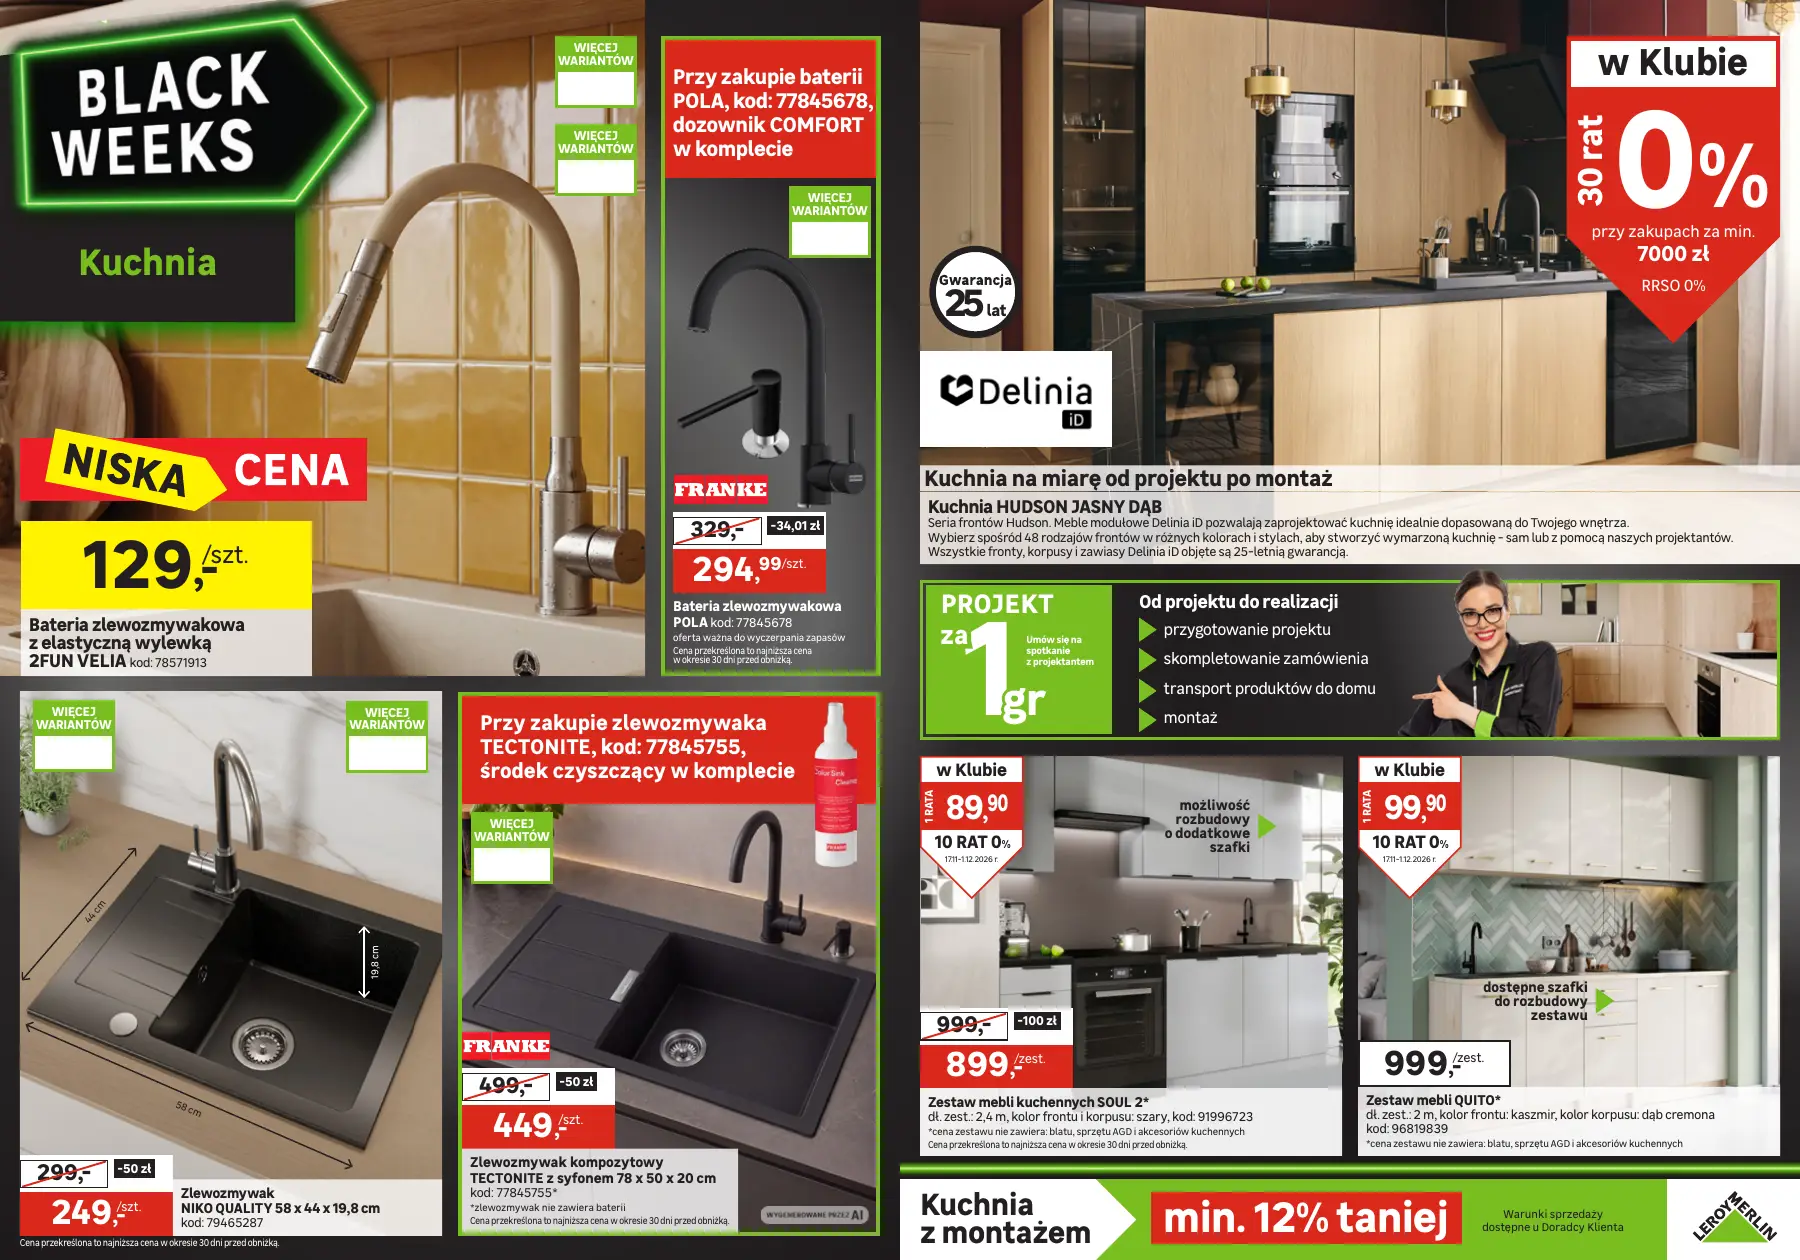 BLACK
WEEKS
Kuchnia
WIĘCEJ
WARIANTÓW
WIĘCEJ
WARIANTÓW
NISKA CENA
129,-/szt.
Bateria zlewozmywakowa
z elastyczną wylewką
2FUN VELIA kod: 78571913
Przy zakupie baterii
POLA, kod: 77845678,
dozownik COMFORT
w komplecie
WIĘCEJ
WARIANTÓW
FRANKE
329,- -34,01 zł
294,99/szt.
Bateria zlewozmywakowa
POLA kod: 77845678
oferta ważna do wyczerpania zapasów
Cena przekreślona to najniższa cena
w okresie 30 dni przed obniżką.
WIĘCEJ
WARIANTÓW
WIĘCEJ
WARIANTÓW
44 cm
19,8 cm
58 cm
299,- -50 zł
249,-/szt.
Zlewozmywak
NIKO QUALITY 58 x 44 x 19,8 cm
kod: 79465287
Cena przekreślona to najniższa cena w okresie 30 dni przed obniżką.
Przy zakupie zlewozmywaka
TECTONITE, kod: 77845755,
środek czyszczący w komplecie
Color Sink
Cleaner
FRANKE
WIĘCEJ
WARIANTÓW
FRANKE
499,- -50 zł
449,-/szt.
Zlewozmywak kompozytowy
TECTONITE z syfonem 78 x 50 x 20 cm
kod: 77845755*
*zlewozmywak nie zawiera baterii
Cena przekreślona to najniższa cena w okresie 30 dni przed obniżką.
WYGENEROWANE PRZEZ AI
w Klubie
30 rat
0%
przy zakupach za min.
7000 zł
RRSO 0%
Gwarancja
25 lat
Delinia
iD
Kuchnia na miarę od projektu po montaż
Kuchnia HUDSON JASNY DĄB
Seria frontów Hudson. Meble modułowe Delinia iD pozwalają zaprojektować kuchnię idealnie dopasowaną do Twojego wnętrza.
Wybierz spośród 48 rodzajów frontów w różnych kolorach i stylach, aby stworzyć wymarzoną kuchnię - sam lub z pomocą naszych projektantów.
Wszystkie fronty, korpusy i zawiasy Delinia iD objęte są 25-letnią gwarancją.
PROJEKT
za 1 gr
Umów się na
spotkanie
z projektantem
Od projektu do realizacji
przygotowanie projektu
skompletowanie zamówienia
transport produktów do domu
montaż
w Klubie
1 RATA
89,90
10 RAT 0%
17.11-1.12.2026 r.
możliwość
rozbudowy
o dodatkowe
szafki
999,- -100 zł
899,-/zest.
Zestaw mebli kuchennych SOUL 2*
dł. zest.: 2,4 m, kolor frontu i korpusu: szary, kod: 91996723
*cena zestawu nie zawiera: blatu, sprzętu AGD i akcesoriów kuchennych
Cena przekreślona to najniższa cena w okresie 30 dni przed obniżką.
w Klubie
1 RATA
99,90
10 RAT 0%
17.11-1.12.2026 r.
dostępne szafki
do rozbudowy
zestawu
999,-/zest.
Zestaw mebli QUITO*
dł. zest.: 2 m, kolor frontu: kaszmir, kolor korpusu: dąb cremona
kod: 96819839
*cena zestawu nie zawiera: blatu, sprzętu AGD i akcesoriów kuchennych
Kuchnia
z montażem
min. 12% taniej
Warunki sprzedaży
dostępne u Doradcy Klienta
LEROY MERLIN